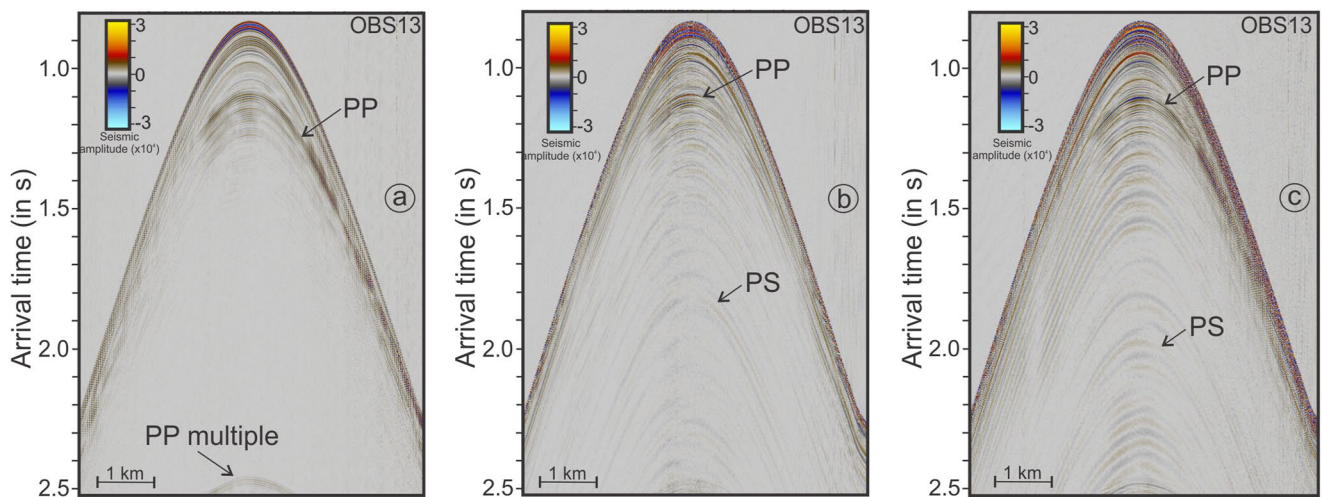 OBS13
3
0
-3
Seismic
amplitude (x10⁴)
PP
a
PP multiple
1 km
Arrival time (in s)
1.0
1.5
2.0
2.5
OBS13
3
0
-3
Seismic
amplitude (x10⁴)
PP
b
PS
1 km
Arrival time (in s)
1.0
1.5
2.0
2.5
OBS13
3
0
-3
Seismic
amplitude (x10⁴)
PP
c
PS
1 km
Arrival time (in s)
1.0
1.5
2.0
2.5